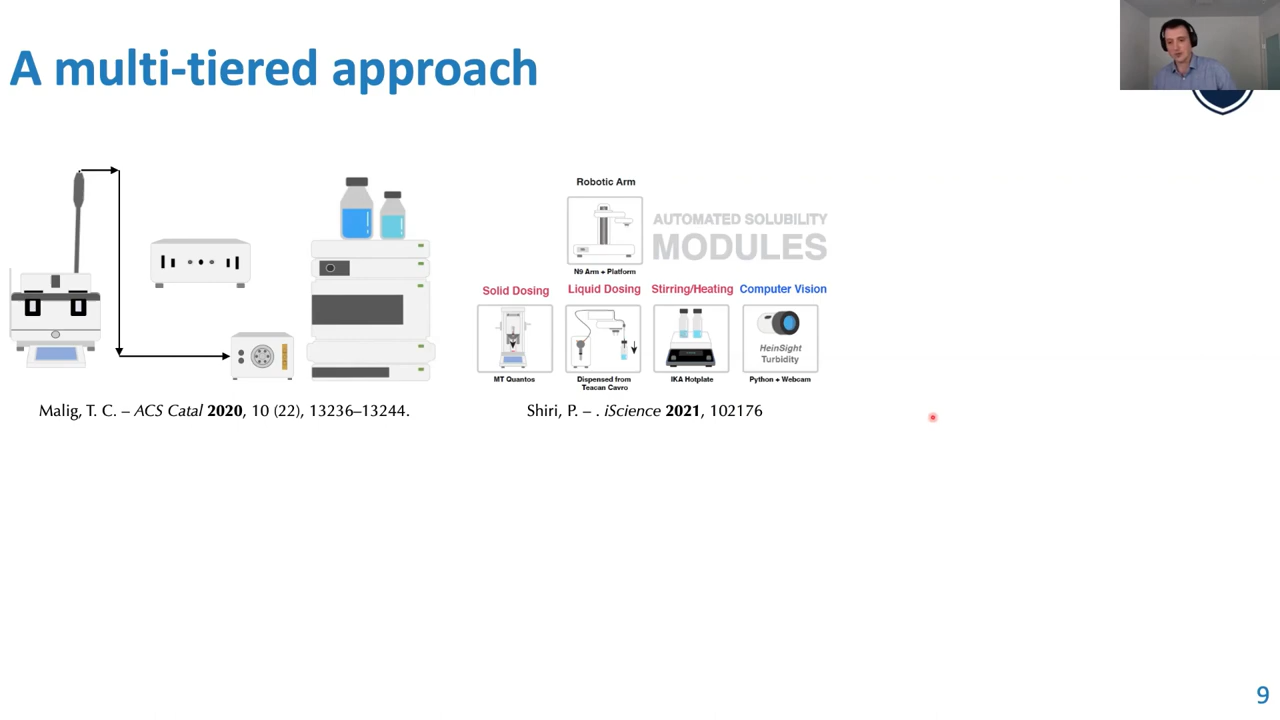 A multi-tiered approach
Robotic Arm
N9 Arm + Platform
AUTOMATED SOLUBILITY
MODULES
Solid Dosing
Liquid Dosing
Stirring/Heating
Computer Vision
HeinSight
Turbidity
MT Quantos
Dispensed from
Teacan Cavro
IKA Hotplate
Python + Webcam
Malig, T. C. – ACS Catal 2020, 10 (22), 13236–13244.
Shiri, P. – . iScience 2021, 102176
9